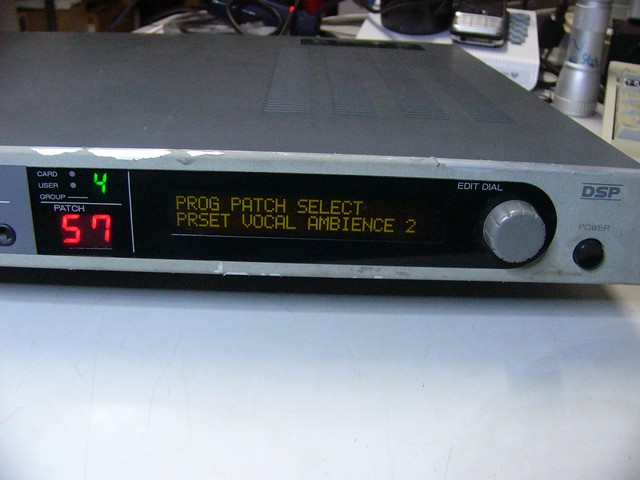 CARD
USER
GROUP
4
PATCH
57
PROG PATCH SELECT
PRSET VOCAL AMBIENCE 2
EDIT DIAL
DSP
POWER